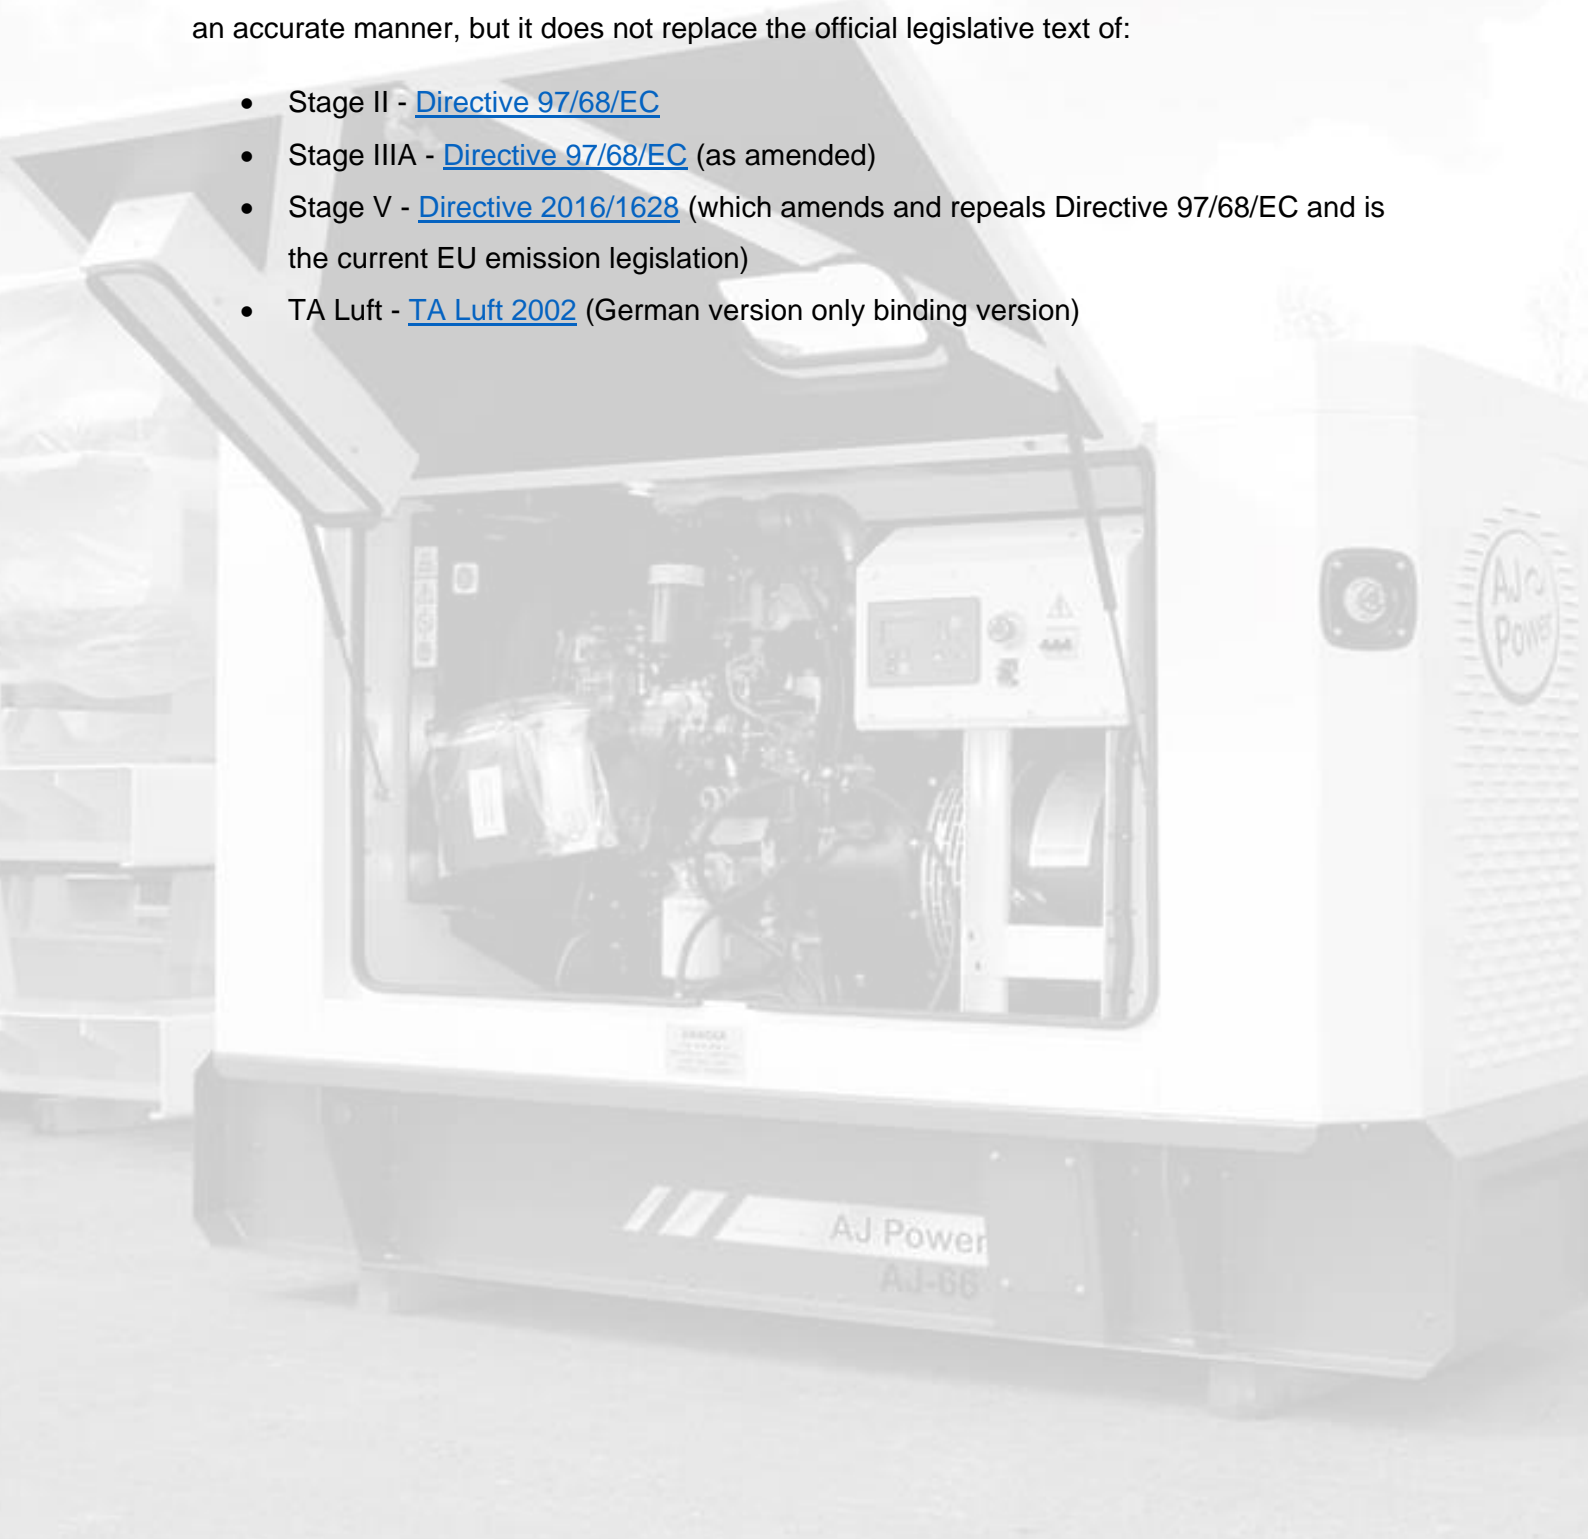 an accurate manner, but it does not replace the official legislative text of:
• Stage II - Directive 97/68/EC
• Stage IIIA - Directive 97/68/EC (as amended)
• Stage V - Directive 2016/1628 (which amends and repeals Directive 97/68/EC and is
the current EU emission legislation)
• TA Luft - TA Luft 2002 (German version only binding version)
AJ
Power
DANGER
AJ Power
AJ-66